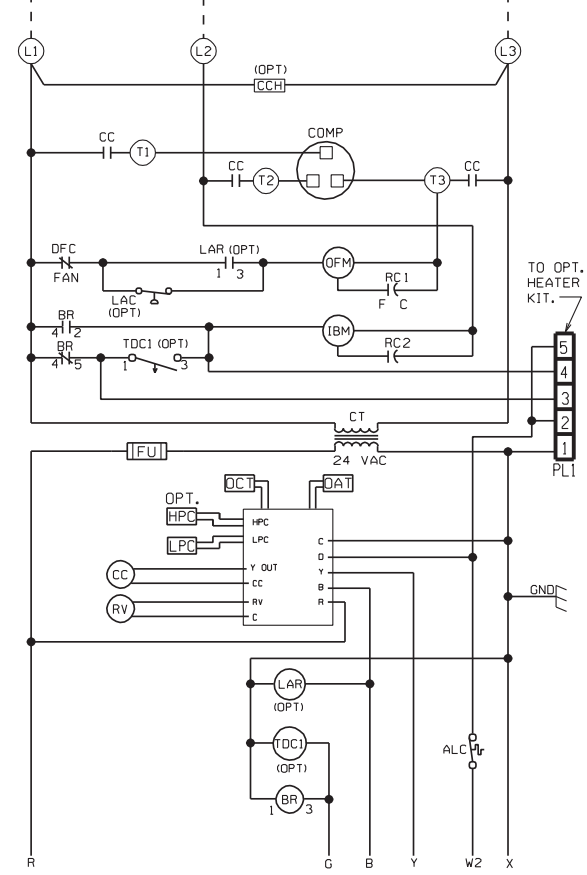 L1 L2 L3
(OPT)
CCH
COMP
CC T1
CC T2 T3 CC
DFC
FAN
LAR (OPT)
1 3
OFM
LAC
(OPT)
RC1
F C
TO OPT.
HEATER
KIT.
BR
4 2
IBM
BR
4 5
TDC1 (OPT)
1 3
RC2
5
4
3
2
1
PL1
CT
FU
24 VAC
OCT OAT
OPT.
HPC HPC
LPC LPC
C
D
Y OUT Y
CC CC B
RV RV R
C
GND
LAR
(OPT)
TDC1
(OPT)
ALC
1 BR 3
R G B Y W2 X